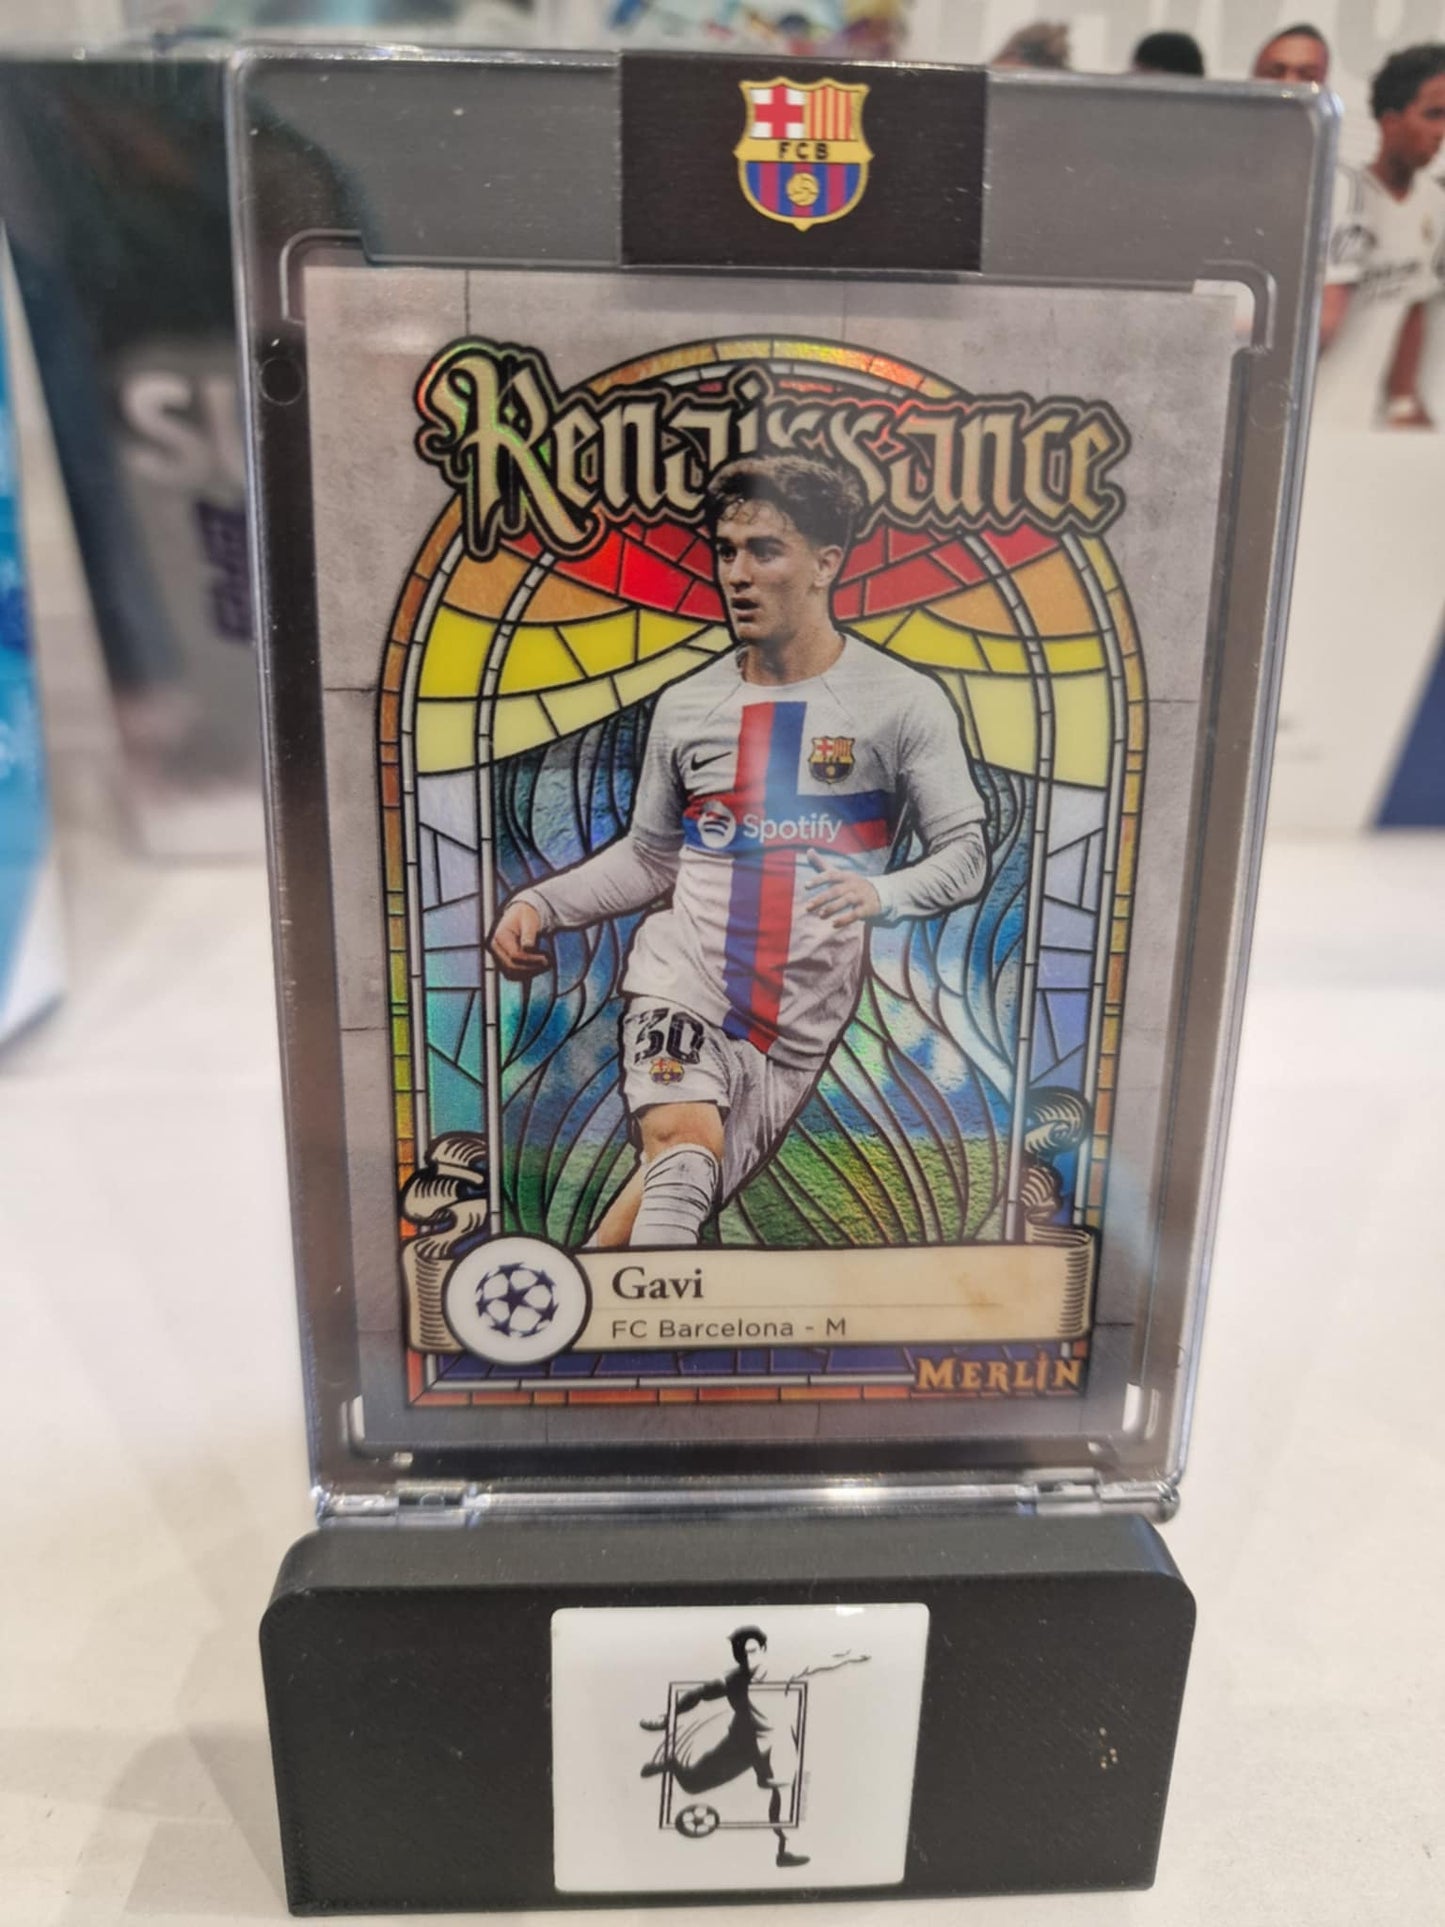 FCB
Renaissance
Spotify
30
Gavi
FC Barcelona - M
MERLIN